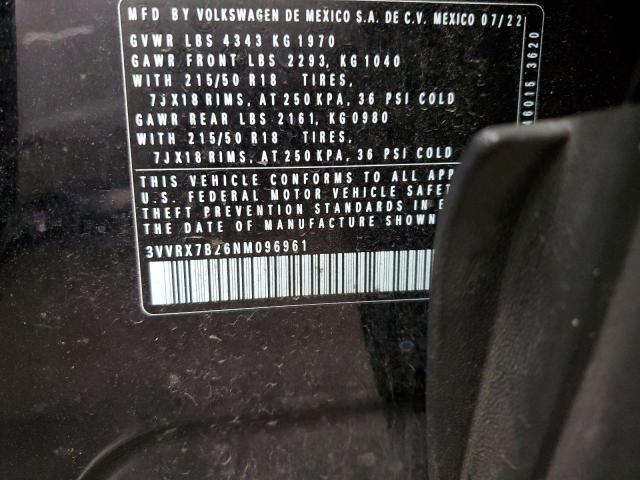 MFD BY VOLKSWAGEN DE MEXICO S.A. DE C.V. MEXICO 07/22
GVWR LBS 4343 KG 1970
GAWR FRONT LBS 2293, KG 1040
WITH 215/50 R18 TIRES,
7JX18 RIMS, AT 250 KPA, 36 PSI COLD
GAWR REAR LBS 2161, KG 0980
WITH 215/50 R18 TIRES,
7JX18 RIMS, AT 250 KPA, 36 PSI COLD
THIS VEHICLE CONFORMS TO ALL APP
U.S. FEDERAL MOTOR VEHICLE SAFET
THEFT PREVENTION STANDARDS IN E
THE DATE OF MANUFACTURE SHOWN
3VVRX7B26NM096961
46015 3620